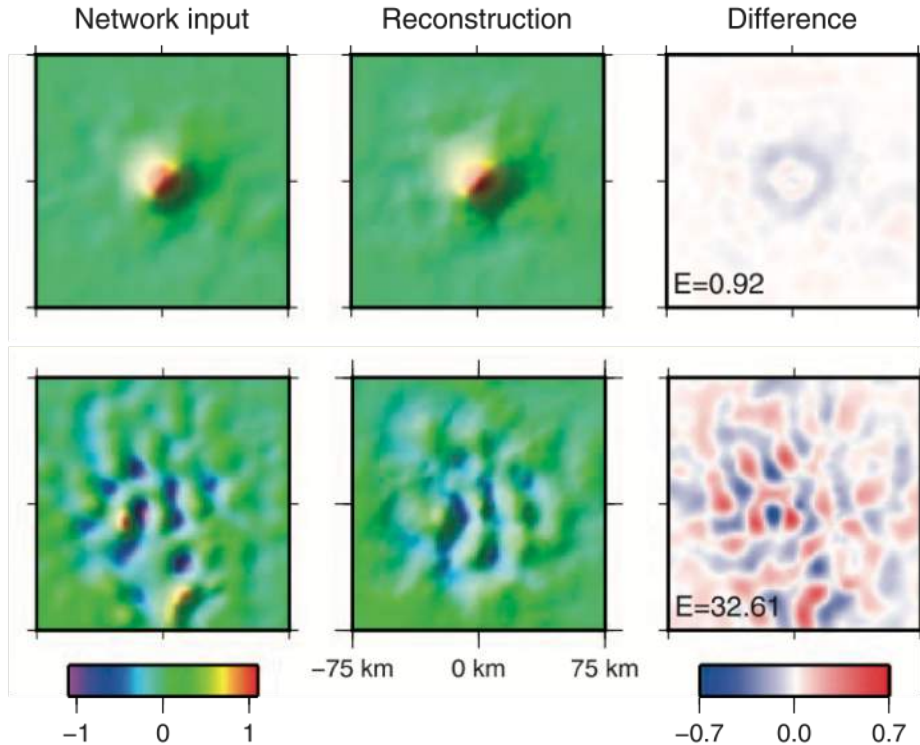 Network input Reconstruction Difference
E=0.92
E=32.61
−75 km 0 km 75 km
−1 0 1
−0.7 0.0 0.7